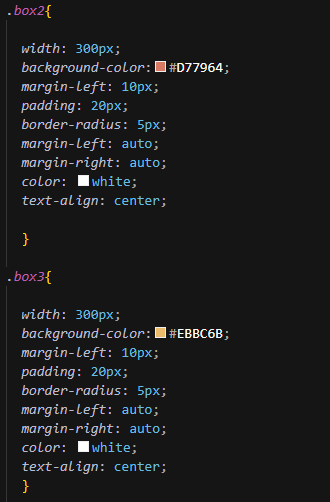 .box2{
width: 300px;
background-color: #D77964;
margin-left: 10px;
padding: 20px;
border-radius: 5px;
margin-left: auto;
margin-right: auto;
color: white;
text-align: center;
}
.box3{
width: 300px;
background-color: #EBBC6B;
margin-left: 10px;
padding: 20px;
border-radius: 5px;
margin-left: auto;
margin-right: auto;
color: white;
text-align: center;
}